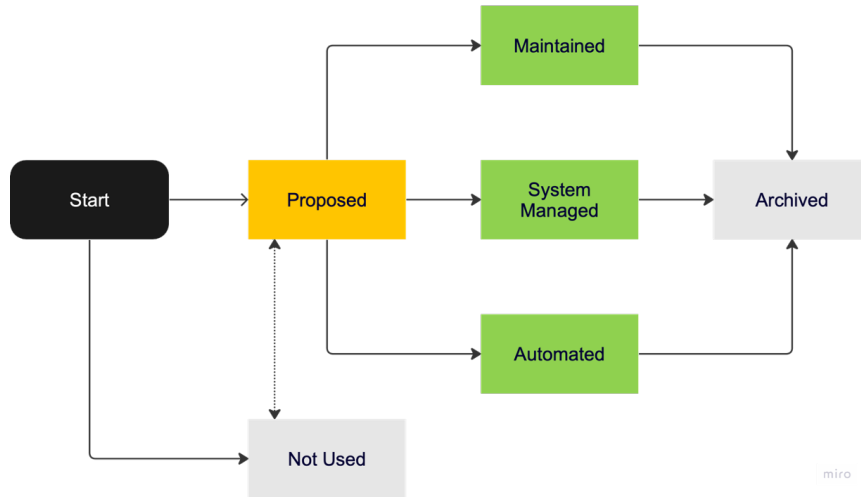 Maintained
Start
Proposed
System
Managed
Archived
Automated
Not Used
miro